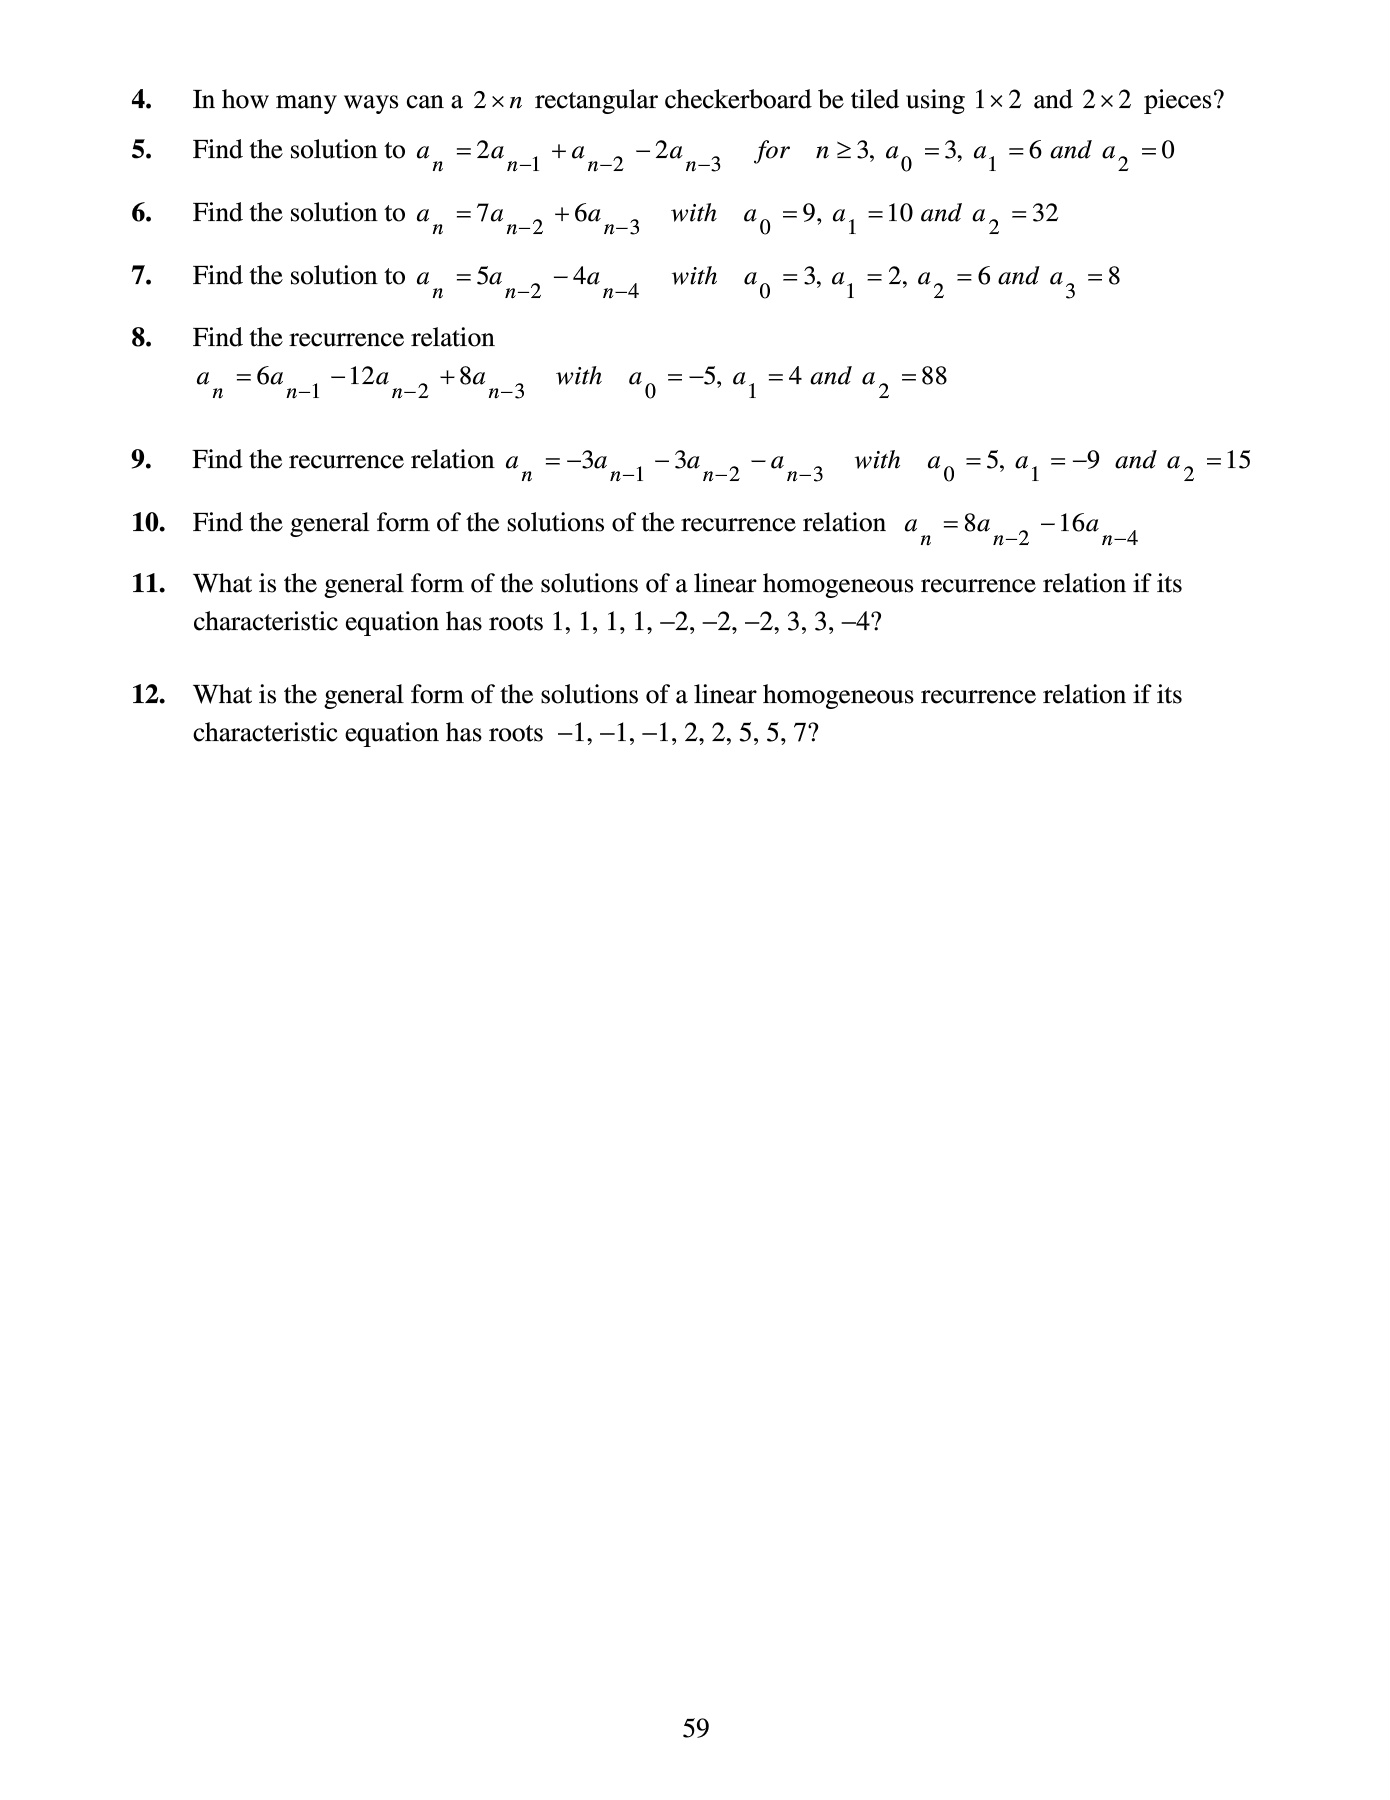 4. In how many ways can a 2 × n rectangular checkerboard be tiled using 1 × 2 and 2 × 2 pieces?
5. Find the solution to a_n = 2a_{n−1} + a_{n−2} − 2a_{n−3} for n ≥ 3, a_0 = 3, a_1 = 6 and a_2 = 0
6. Find the solution to a_n = 7a_{n−2} + 6a_{n−3} with a_0 = 9, a_1 = 10 and a_2 = 32
7. Find the solution to a_n = 5a_{n−2} − 4a_{n−4} with a_0 = 3, a_1 = 2, a_2 = 6 and a_3 = 8
8. Find the recurrence relation
a_n = 6a_{n−1} − 12a_{n−2} + 8a_{n−3} with a_0 = −5, a_1 = 4 and a_2 = 88
9. Find the recurrence relation a_n = −3a_{n−1} − 3a_{n−2} − a_{n−3} with a_0 = 5, a_1 = −9 and a_2 = 15
10. Find the general form of the solutions of the recurrence relation a_n = 8a_{n−2} − 16a_{n−4}
11. What is the general form of the solutions of a linear homogeneous recurrence relation if its
characteristic equation has roots 1, 1, 1, 1, −2, −2, −2, 3, 3, −4?
12. What is the general form of the solutions of a linear homogeneous recurrence relation if its
characteristic equation has roots −1, −1, −1, 2, 2, 5, 5, 7?
59